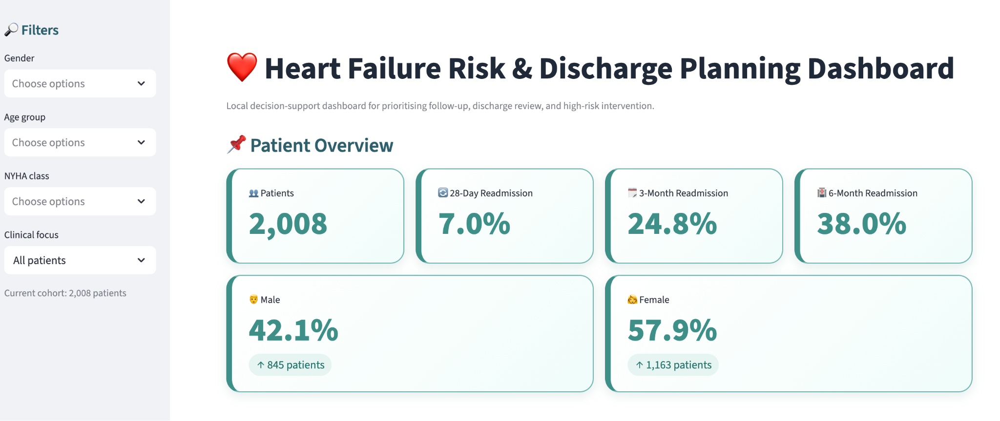 Filters
Gender
Choose options
Age group
Choose options
NYHA class
Choose options
Clinical focus
All patients
Current cohort: 2,008 patients
Heart Failure Risk & Discharge Planning Dashboard
Local decision-support dashboard for prioritising follow-up, discharge review, and high-risk intervention.
Patient Overview
Patients
2,008
28-Day Readmission
7.0%
3-Month Readmission
24.8%
6-Month Readmission
38.0%
Male
42.1%
↑ 845 patients
Female
57.9%
↑ 1,163 patients